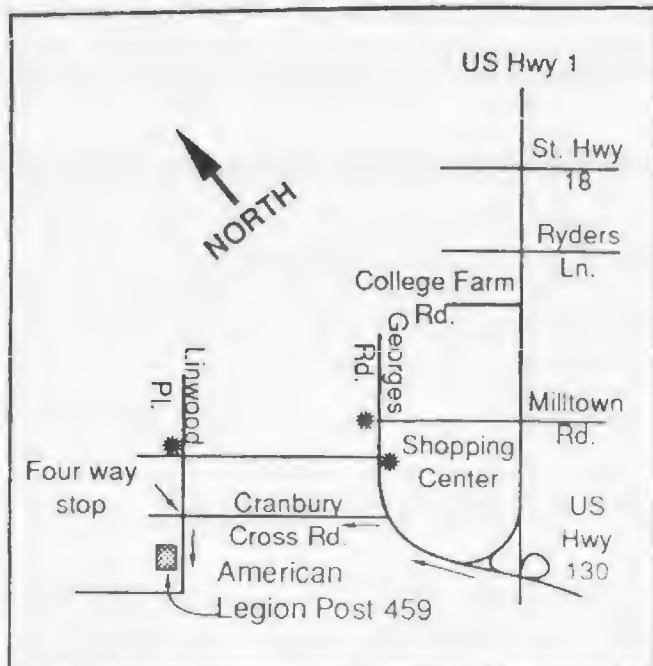 US Hwy 1
St. Hwy
18
NORTH
Ryders
Ln.
College Farm
Rd.
Georges
Rd.
Linwood
Pl.
Milltown
Rd.
Shopping
Center
Four way
stop
Cranbury
Cross Rd.
US
Hwy
130
American
Legion Post 459